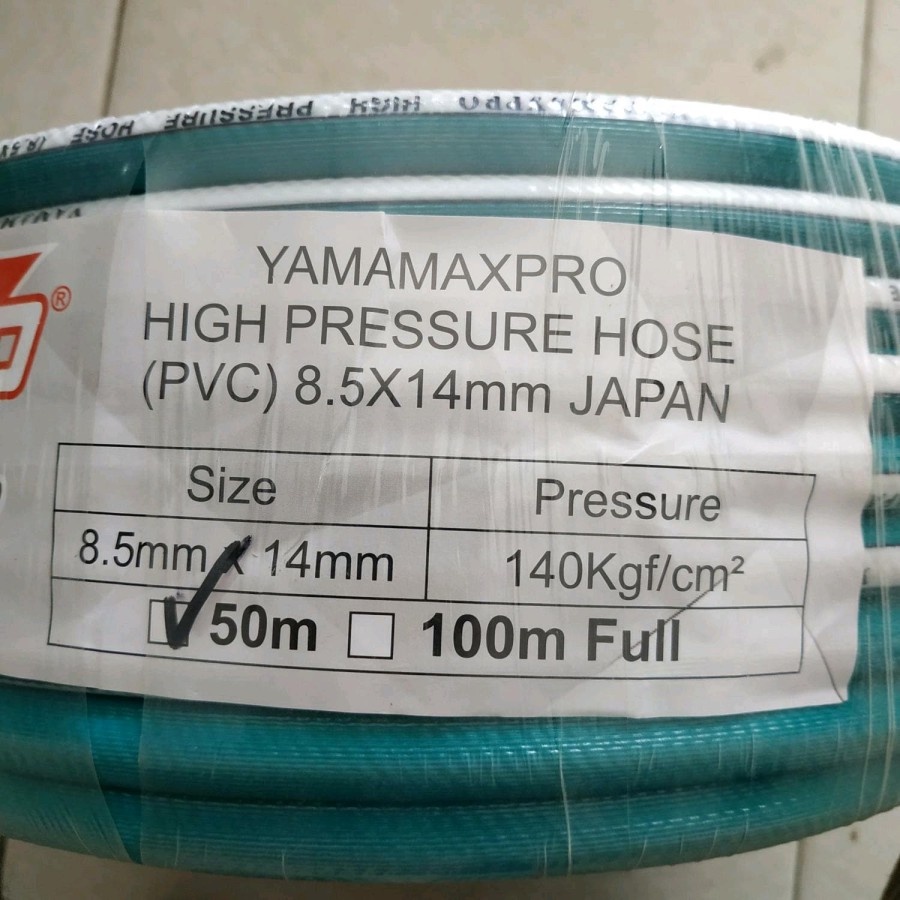 HOSE PRESSURE HIGH
®
YAMAMAXPRO
HIGH PRESSURE HOSE
(PVC) 8.5X14mm JAPAN
Size Pressure
8.5mm x 14mm 140Kgf/cm²
50m 100m Full